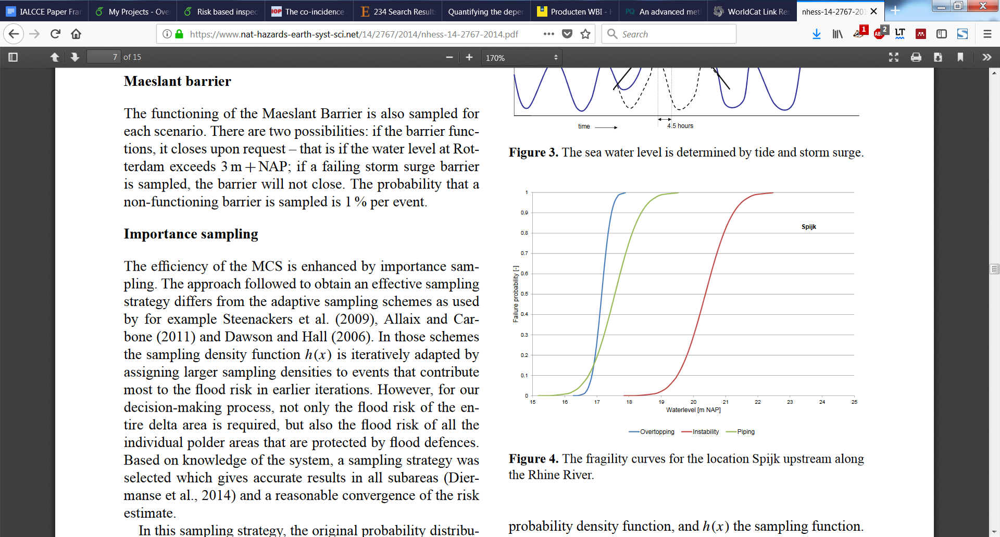 IALCCE Paper Fra
My Projects - Ove
Risk based inspec
IOP The co-incidence
234 Search Result
Quantifying the deper
Producten WBI -
An advanced met
WorldCat Link Res
nhess-14-2767-201
https://www.nat-hazards-earth-syst-sci.net/14/2767/2014/nhess-14-2767-2014.pdf
Search
1
2
LT
7 of 15
170%
Maeslant barrier
The functioning of the Maeslant Barrier is also sampled for
each scenario. There are two possibilities: if the barrier func-
tions, it closes upon request – that is if the water level at Rot-
terdam exceeds 3 m + NAP; if a failing storm surge barrier
is sampled, the barrier will not close. The probability that a
non-functioning barrier is sampled is 1 % per event.
Importance sampling
The efficiency of the MCS is enhanced by importance sam-
pling. The approach followed to obtain an effective sampling
strategy differs from the adaptive sampling schemes as used
by for example Steenackers et al. (2009), Allaix and Car-
bone (2011) and Dawson and Hall (2006). In those schemes
the sampling density function h(x) is iteratively adapted by
assigning larger sampling densities to events that contribute
most to the flood risk in earlier iterations. However, for our
decision-making process, not only the flood risk of the en-
tire delta area is required, but also the flood risk of all the
individual polder areas that are protected by flood defences.
Based on knowledge of the system, a sampling strategy was
selected which gives accurate results in all subareas (Dier-
manse et al., 2014) and a reasonable convergence of the risk
estimate.
In this sampling strategy, the original probability distribu-
time
4.5 hours
Figure 3. The sea water level is determined by tide and storm surge.
1
0.9
0.8
0.7
0.6
0.5
0.4
0.3
0.2
0.1
0
Failure probability [-]
Spijk
15 16 17 18 19 20 21 22 23 24 25
Waterlevel [m NAP]
Overtopping Instability Piping
Figure 4. The fragility curves for the location Spijk upstream along
the Rhine River.
probability density function, and h(x) the sampling function.